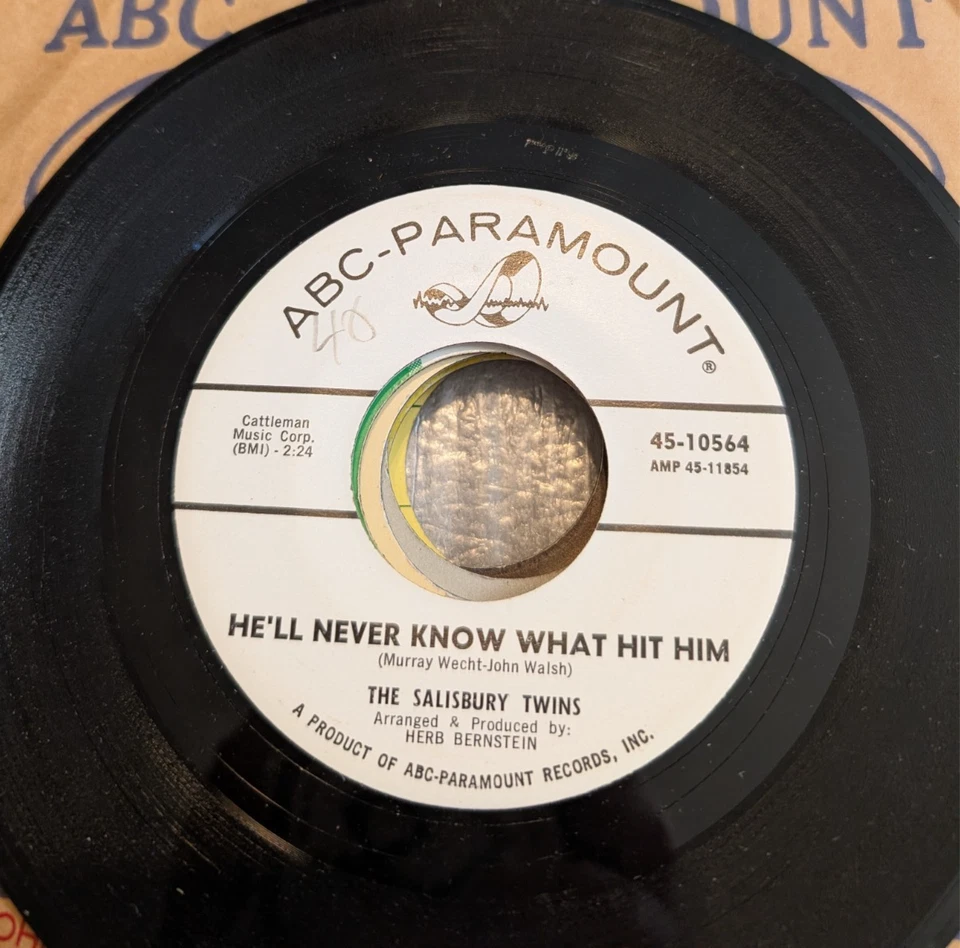 ABC-PARAMOUNT
ABC-PARAMOUNT
®
40
Cattleman
Music Corp.
(BMI) - 2:24
45-10564
AMP 45-11854
HE'LL NEVER KNOW WHAT HIT HIM
(Murray Wecht-John Walsh)
THE SALISBURY TWINS
Arranged & Produced by:
HERB BERNSTEIN
A PRODUCT OF ABC-PARAMOUNT RECORDS, INC.